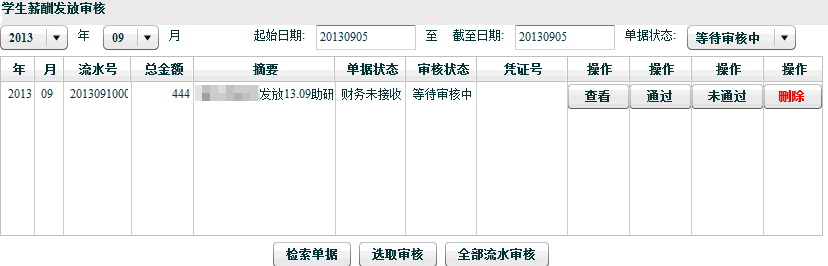 学生薪酬发放审核
2013 年 09 月 起始日期: 20130905 至 截至日期: 20130905 单据状态: 等待审核中
年 月 流水号 总金额 摘要 单据状态 审核状态 凭证号 操作 操作 操作 操作
2013 09 2013091000 444 发放13.09助研 财务未接收 等待审核中 查看 通过 未通过 删除
检索单据 选取审核 全部流水审核